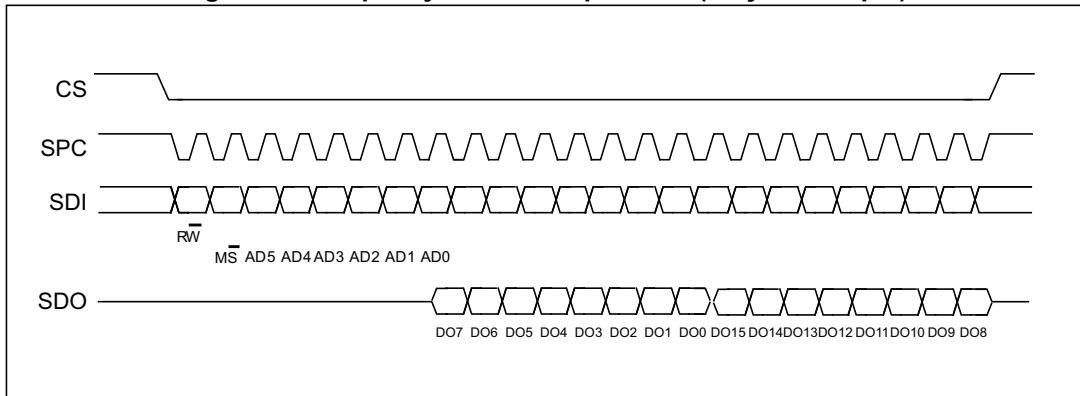 CS
SPC
SDI
RW̅
MS̅ AD5 AD4 AD3 AD2 AD1 AD0
SDO
DO7 DO6 DO5 DO4 DO3 DO2 DO1 DO0 DO15 DO14 DO13 DO12 DO11 DO10 DO9 DO8